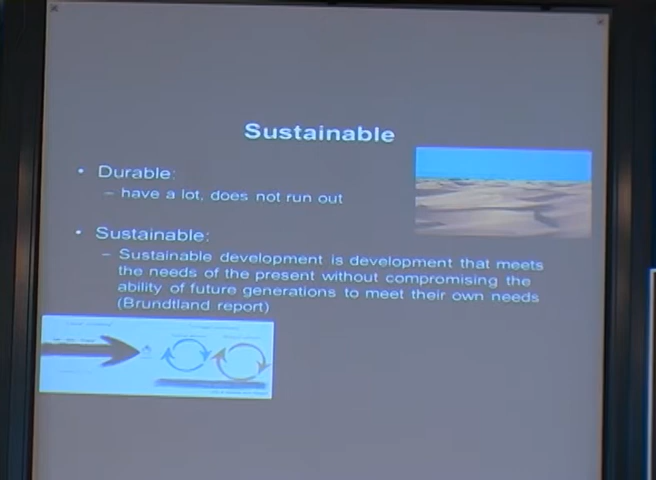 Sustainable
• Durable:
– have a lot, does not run out
• Sustainable:
– Sustainable development is development that meets
the needs of the present without compromising the
ability of future generations to meet their own needs
(Brundtland report)